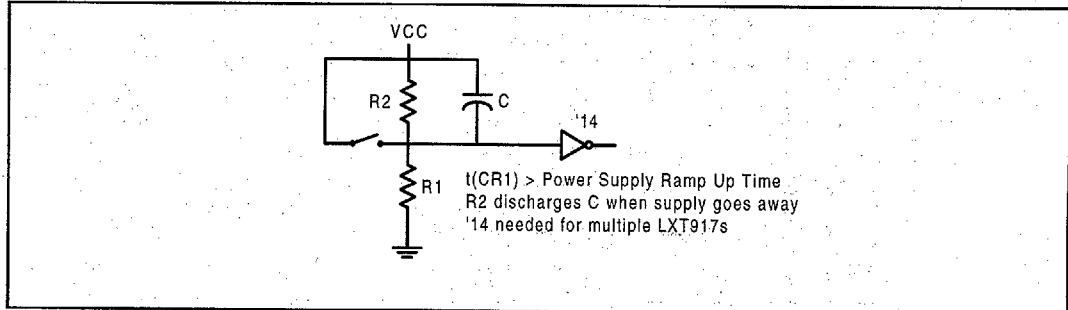 VCC
R2
C
'14
R1
t(CR1) > Power Supply Ramp Up Time
R2 discharges C when supply goes away
'14 needed for multiple LXT917s